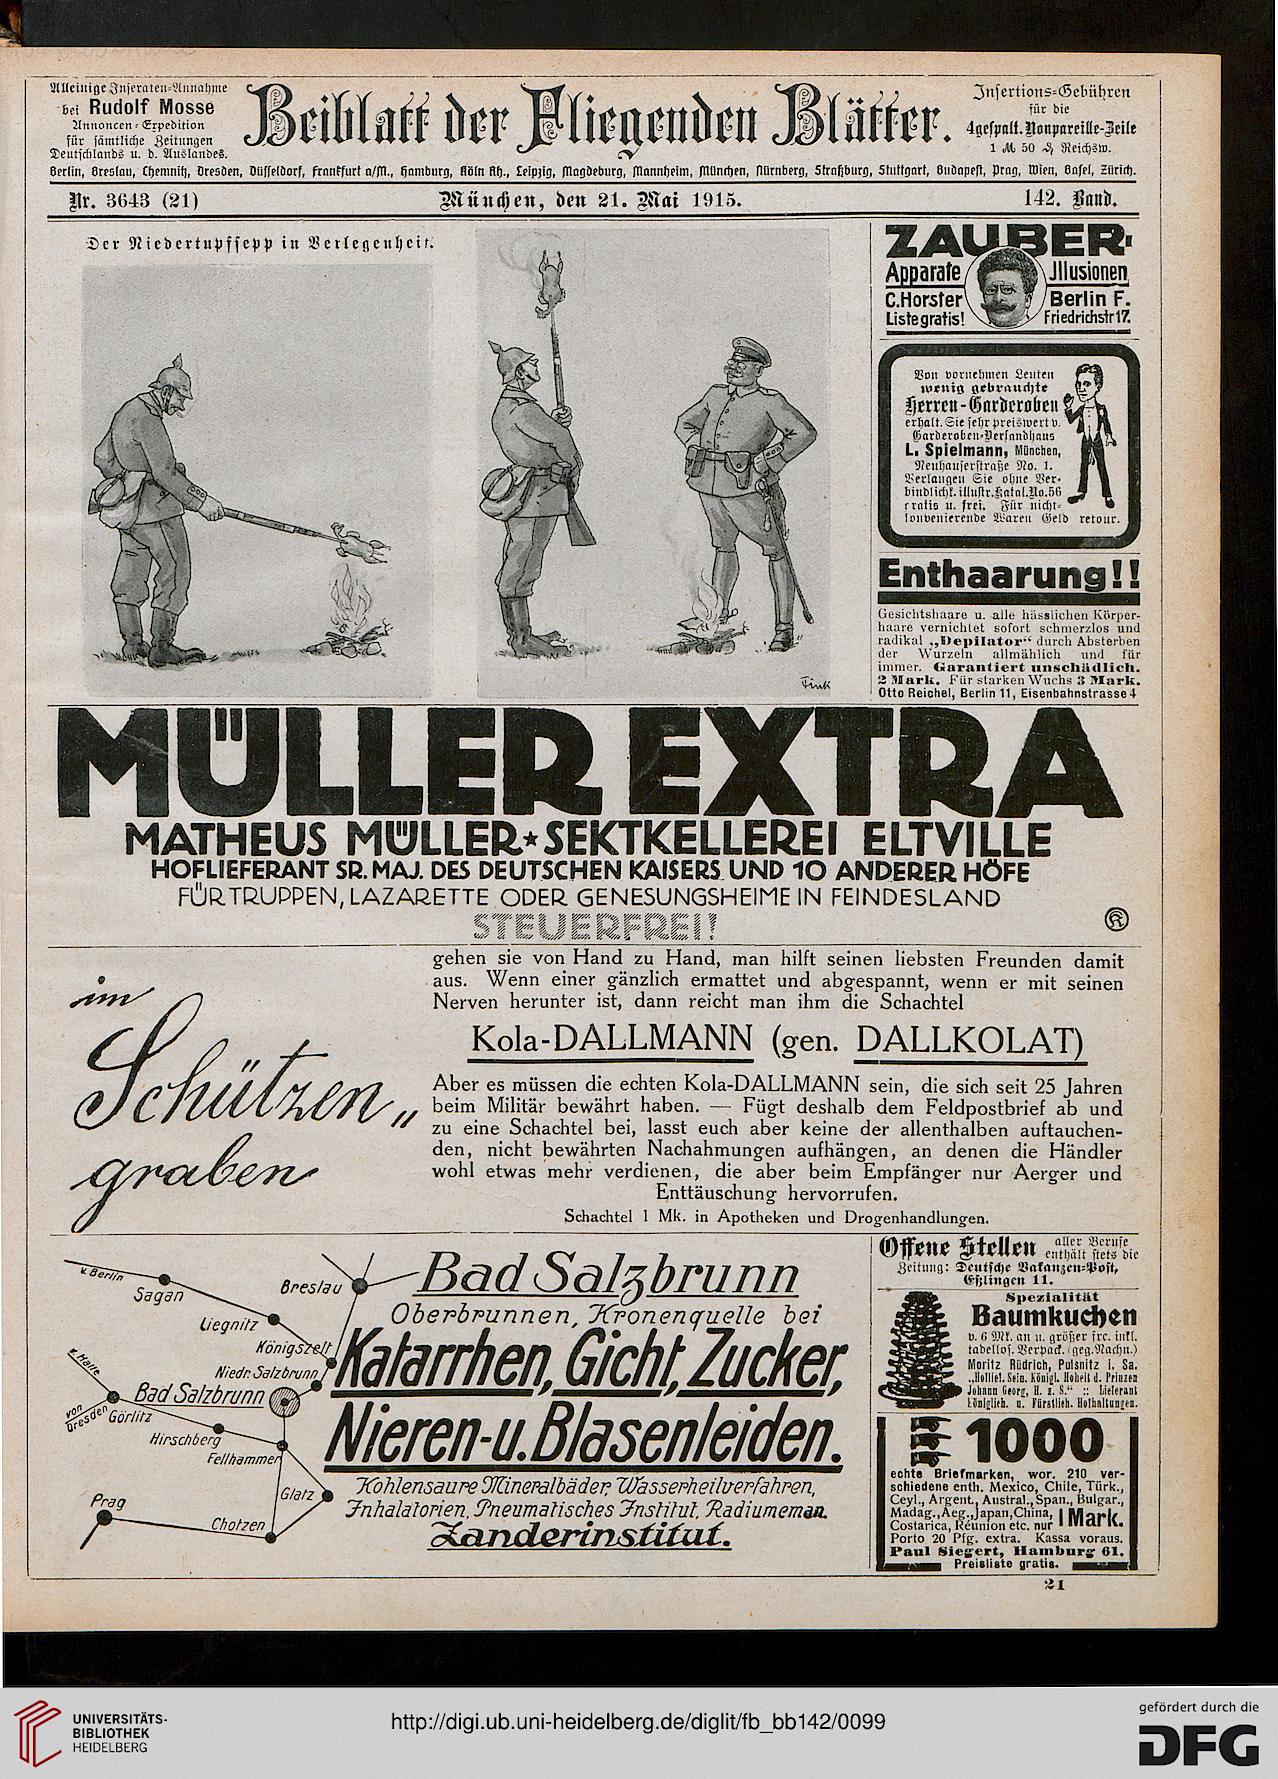 Alleinige Inseraten-Annahme
bei Rudolf Mosse
Annoncen-Expedition
für sämtliche Zeitungen
Deutschlands u. d. Auslandes.
Beiblatt der Fliegenden Blätter.
Insertions-Gebühren
für die
4gespalt. Nonpareille-Zeile
1 ℳ 50 ₰ Reichsw.
Berlin, Breslau, Chemnitz, Dresden, Düsseldorf, Frankfurt a/M., Hamburg, Köln Rh., Leipzig, Magdeburg, Mannheim, München, Nürnberg, Straßburg, Stuttgart, Budapest, Prag, Wien, Basel, Zürich.
Nr. 3643 (21)
München, den 21. Mai 1915.
142. Band.
Der Niedertupfsepp in Verlegenheit.
Fink
ZAUBER-
Apparate Jllusionen
C.Horster Berlin F.
Liste gratis! Friedrichstr 17.
Von vornehmen Leuten
wenig gebrauchte
Herren-Garderoben
erhalt. Sie sehr preiswert v.
Garderoben-Versandhaus
L. Spielmann, München,
Neuhauserstraße No. 1.
Verlangen Sie ohne Ver-
bindlichk. illustr. Katal. No. 56
gratis u. frei. Für nicht-
konvenierende Waren Geld retour.
Enthaarung!!
Gesichtshaare u. alle hässlichen Körper-
haare vernichtet sofort schmerzlos und
radikal „Depilator“ durch Absterben
der Wurzeln allmählich und für
immer. Garantiert unschädlich.
2 Mark. Für starken Wuchs 3 Mark.
Otto Reichel, Berlin 11, Eisenbahnstrasse 4
MÜLLER EXTRA
MATHEUS MÜLLER★SEKTKELLEREI ELTVILLE
HOFLIEFERANT SR. MAJ. DES DEUTSCHEN KAISERS UND 10 ANDERER HÖFE
FÜR TRUPPEN, LAZARETTE ODER GENESUNGSHEIME IN FEINDESLAND
STEUERFREI!
im
Schützen„
graben
gehen sie von Hand zu Hand, man hilft seinen liebsten Freunden damit
aus. Wenn einer gänzlich ermattet und abgespannt, wenn er mit seinen
Nerven herunter ist, dann reicht man ihm die Schachtel
Kola-DALLMANN (gen. DALLKOLAT)
Aber es müssen die echten Kola-DALLMANN sein, die sich seit 25 Jahren
beim Militär bewährt haben. — Fügt deshalb dem Feldpostbrief ab und
zu eine Schachtel bei, lasst euch aber keine der allenthalben auftauchen-
den, nicht bewährten Nachahmungen aufhängen, an denen die Händler
wohl etwas mehr verdienen, die aber beim Empfänger nur Aerger und
Enttäuschung hervorrufen.
Schachtel 1 Mk. in Apotheken und Drogenhandlungen.
v. Berlin
Sagan
Breslau
Liegnitz
Königszelt
Niedr. Salzbrunn
v. Halle
Bad Salzbrunn
von Dresden
Görlitz
Hirschberg
Fellhammer
Glatz
Prag
Chotzen
Bad Salzbrunn
Oberbrunnen, Kronenquelle bei
Katarrhen, Gicht, Zucker,
Nieren-u. Blasenleiden.
Kohlensaure Mineralbäder, Wasserheilverfahren,
Inhalatorien, Pneumatisches Institut, Radiumeman.
Zanderinstitut.
Offene Stellen aller Berufe
enthält stets die
Zeitung: Deutsche Vakanzen-Post,
Eßlingen 11.
Spezialität
Baumkuchen
v. 6 Mk. an u. größer frc. inkl.
tabellos. Verpack. (geg. Nachn.)
Moritz Rüdrich, Pulsnitz i. Sa.
„Hoflief. Sein. Königl. Hoheit d. Prinzen
Johann Georg, H. z. S.“ :: Lieferant
Königlich. u. Fürstlich. Hofhaltungen.
1000
echte Briefmarken, wor. 210 ver-
schiedene enth. Mexico, Chile, Türk.,
Ceyl., Argent., Austral., Span., Bulgar.,
Madag., Aeg., Japan, China,
Costarica, Réunion etc. nur 1 Mark.
Porto 20 Pfg. extra. Kassa voraus.
Paul Siegert, Hamburg 61.
Preisliste gratis.
21
UNIVERSITÄTS-
BIBLIOTHEK
HEIDELBERG
http://digi.ub.uni-heidelberg.de/diglit/fb_bb142/0099
gefördert durch die
DFG